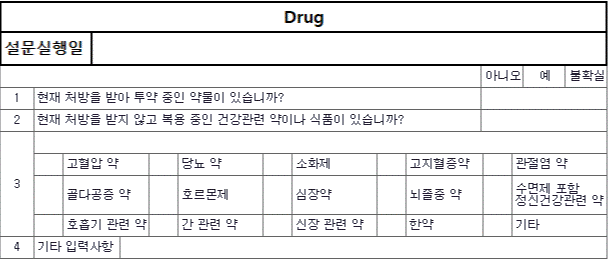 Drug
설문실행일
아니오 예 불확실
1 현재 처방을 받아 투약 중인 약물이 있습니까?
2 현재 처방을 받지 않고 복용 중인 건강관련 약이나 식품이 있습니까?
3
고혈압 약 당뇨 약 소화제 고지혈증약 관절염 약
골다공증 약 호르몬제 심장약 뇌졸중 약 수면제 포함
정신건강관련 약
호흡기 관련 약 간 관련 약 신장 관련 약 한약 기타
4 기타 입력사항